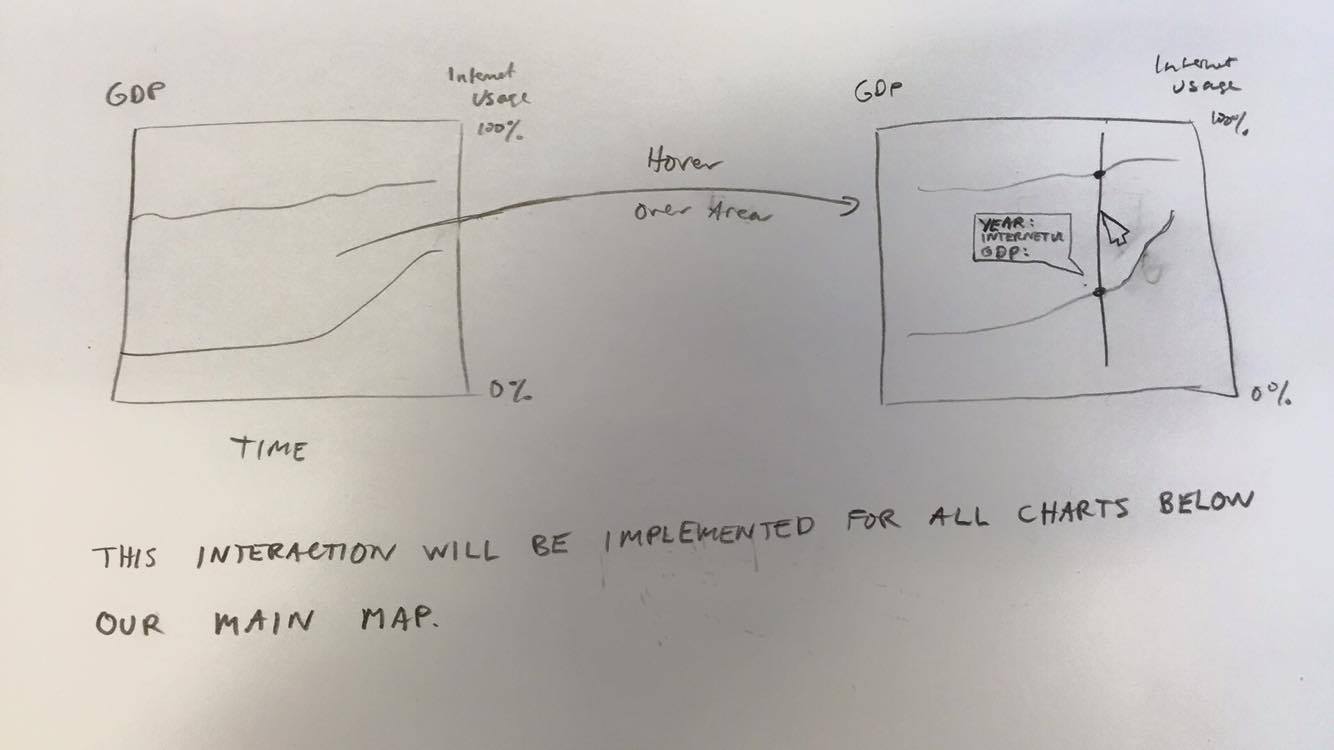 GDP
Internet
Usage
100%
0%
TIME
Hover
Over Area
GDP
Internet
Usage
100%
YEAR:
INTERNETU
GDP:
0%
THIS INTERACTION WILL BE IMPLEMENTED FOR ALL CHARTS BELOW
OUR MAIN MAP.